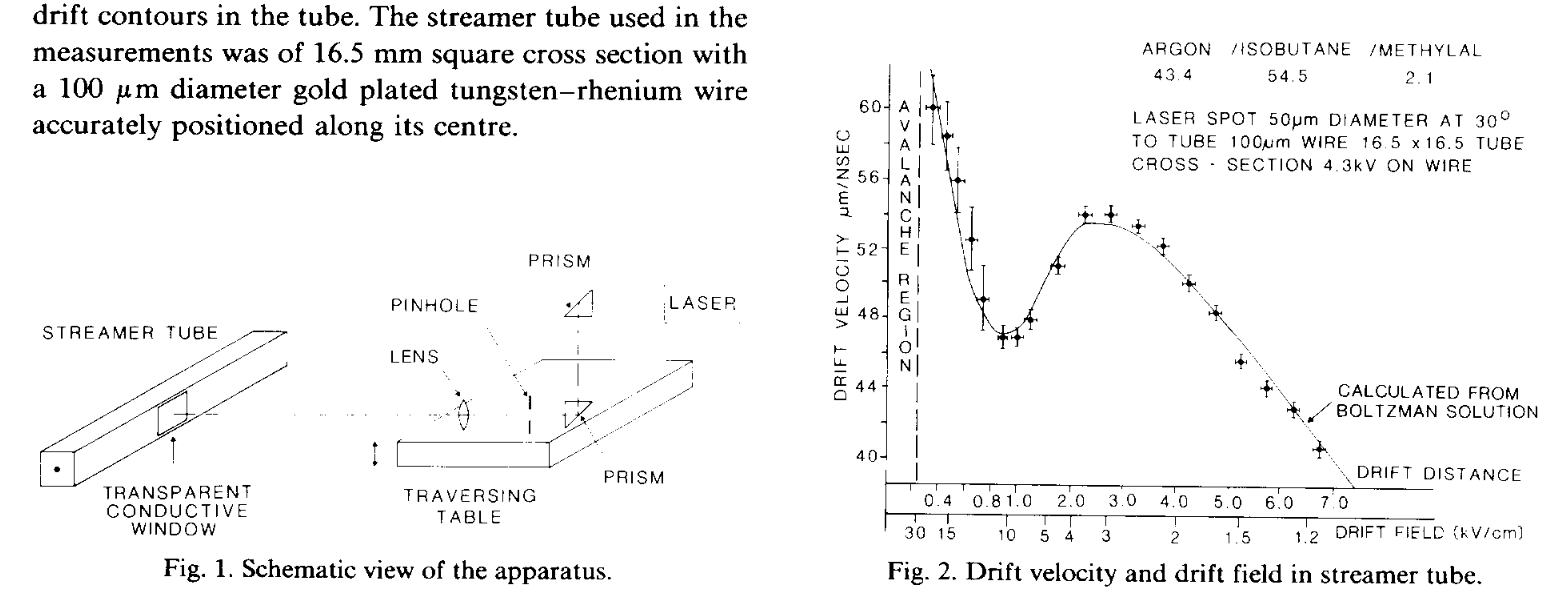 drift contours in the tube. The streamer tube used in the
measurements was of 16.5 mm square cross section with
a 100 μm diameter gold plated tungsten–rhenium wire
accurately positioned along its centre.
PRISM
PINHOLE
LASER
STREAMER TUBE
LENS
PRISM
TRANSPARENT
CONDUCTIVE
WINDOW
TRAVERSING
TABLE
Fig. 1. Schematic view of the apparatus.
ARGON /ISOBUTANE /METHYLAL
43.4 54.5 2.1
LASER SPOT 50μm DIAMETER AT 30°
TO TUBE 100μm WIRE 16.5 x 16.5 TUBE
CROSS - SECTION 4.3kV ON WIRE
DRIFT VELOCITY μm/NSEC
60
56
52
48
44
40
AVALANCHE REGION
CALCULATED FROM
BOLTZMAN SOLUTION
DRIFT DISTANCE
0.4 0.8 1.0 2.0 3.0 4.0 5.0 6.0 7.0
30 15 10 5 4 3 2 1.5 1.2 DRIFT FIELD (kV/cm)
Fig. 2. Drift velocity and drift field in streamer tube.